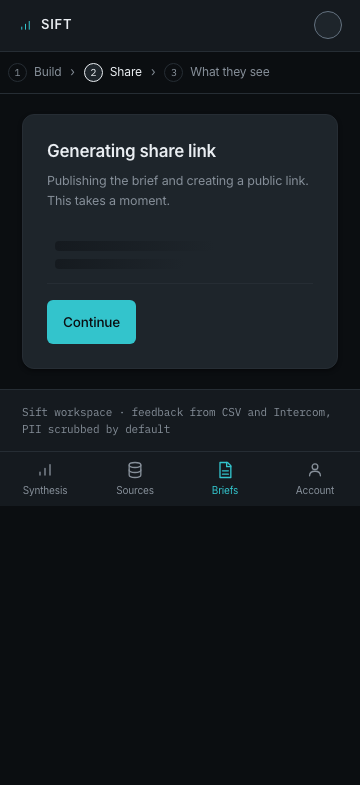 SIFT
1 Build › 2 Share › 3 What they see
Generating share link
Publishing the brief and creating a public link.
This takes a moment.
Continue
Sift workspace · feedback from CSV and Intercom,
PII scrubbed by default
Synthesis Sources Briefs Account